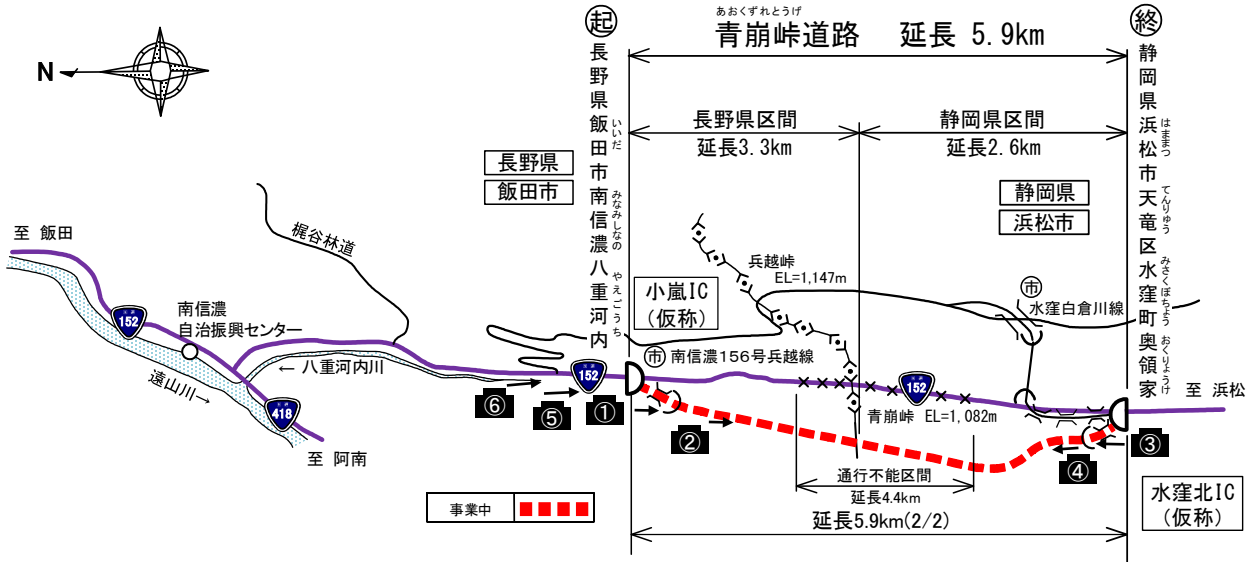 あおくずれとうげ
青崩峠道路　延長 5.9km
起
長野県飯田市南信濃八重河内
いいだ
みなみしなの
やえごうち
終
静岡県浜松市天竜区水窪町奥領家
はままつ
てんりゅう
みさくぼちょう
おくりょうけ
N
長野県区間
延長3.3km
静岡県区間
延長2.6km
長野県
飯田市
静岡県
浜松市
至 飯田
梶谷林道
兵越峠
EL=1,147m
小嵐IC
(仮称)
市
水窪白倉川線
152
南信濃
自治振興センター
市 南信濃156号兵越線
← 八重河内川
遠山川→
152
152
至 浜松
418
⑥
⑤
①
②
青崩峠 EL=1,082m
③
④
至 阿南
通行不能区間
延長4.4km
事業中
延長5.9km(2/2)
水窪北IC
(仮称)